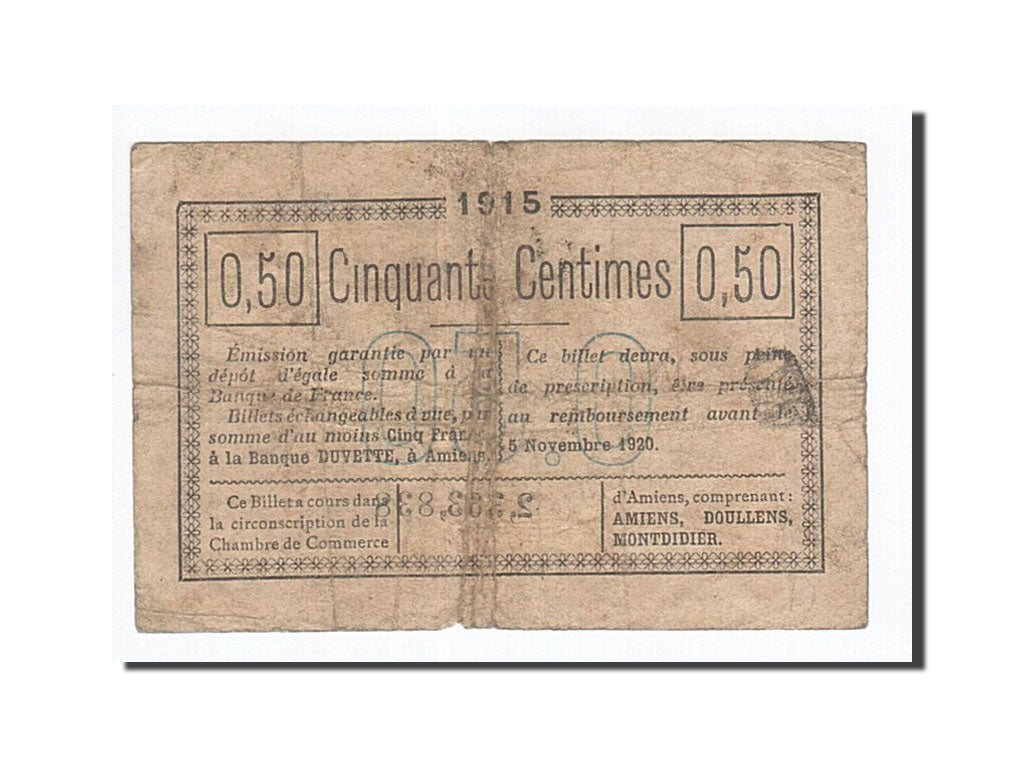 1915
0,50 Cinquante Centimes 0,50
Émission garantie par un
dépôt d'égale somme à la
Banque de France.
Billets échangeables à vue, par
somme d'au moins Cinq Francs
à la Banque DUVETTE, à Amiens.
Ce billet devra, sous peine
de prescription, être présenté
au remboursement avant le
5 Novembre 1920.
Ce Billet a cours dans
la circonscription de la
Chambre de Commerce
d'Amiens, comprenant :
AMIENS, DOULLENS,
MONTDIDIER.
0.50